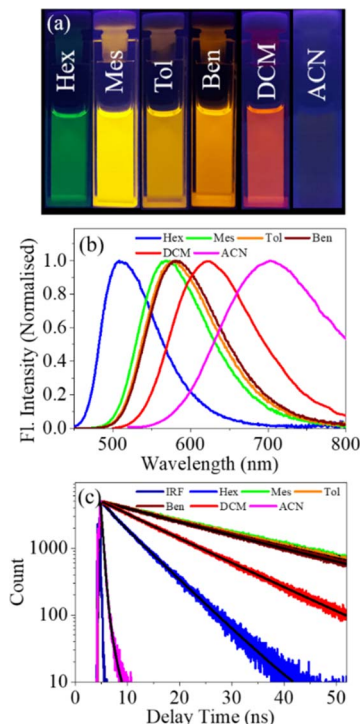 (a)
Hex Mes Tol Ben DCM ACN
(b)
Hex Mes Tol Ben
DCM ACN
Fl. Intensity (Normalised)
1.0
0.8
0.6
0.4
0.2
0.0
500 600 700 800
Wavelength (nm)
(c)
IRF Hex Mes Tol
Ben DCM ACN
Count
1000
100
10
0 10 20 30 40 50
Delay Time (ns)